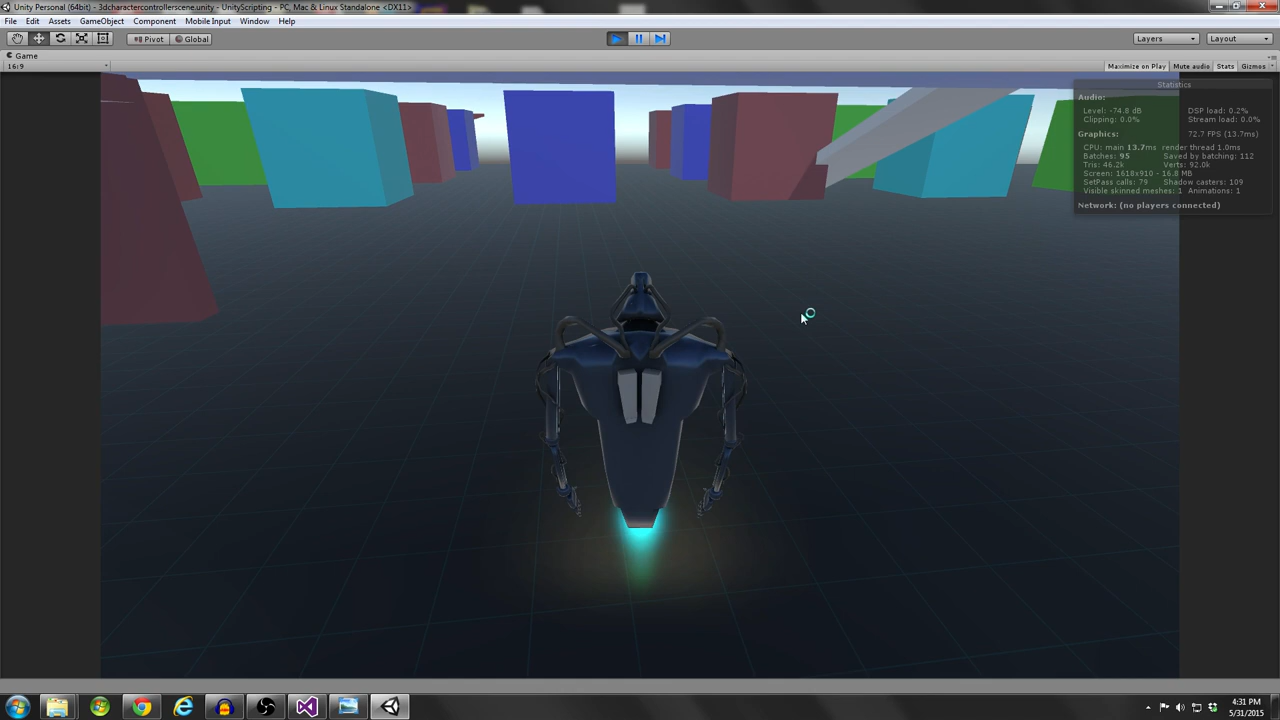 Unity Personal (64bit) - 3dcharactercontrollerscene.unity - UnityScripting - PC, Mac & Linux Standalone <DX11>
File Edit Assets GameObject Component Mobile Input Window Help
Pivot Global Layers Layout
Game
16:9 Maximize on Play Mute audio Stats Gizmos
Statistics
Audio:
Level: -74.8 dB DSP load: 0.2%
Clipping: 0.0% Stream load: 0.0%
Graphics: 72.7 FPS (13.7ms)
CPU: main 13.7ms render thread 1.0ms
Batches: 95 Saved by batching: 112
Tris: 46.2k Verts: 92.0k
Screen: 1618x910 - 16.8 MB
SetPass calls: 79 Shadow casters: 109
Visible skinned meshes: 1 Animations: 1
Network: (no players connected)
4:31 PM
5/31/2015